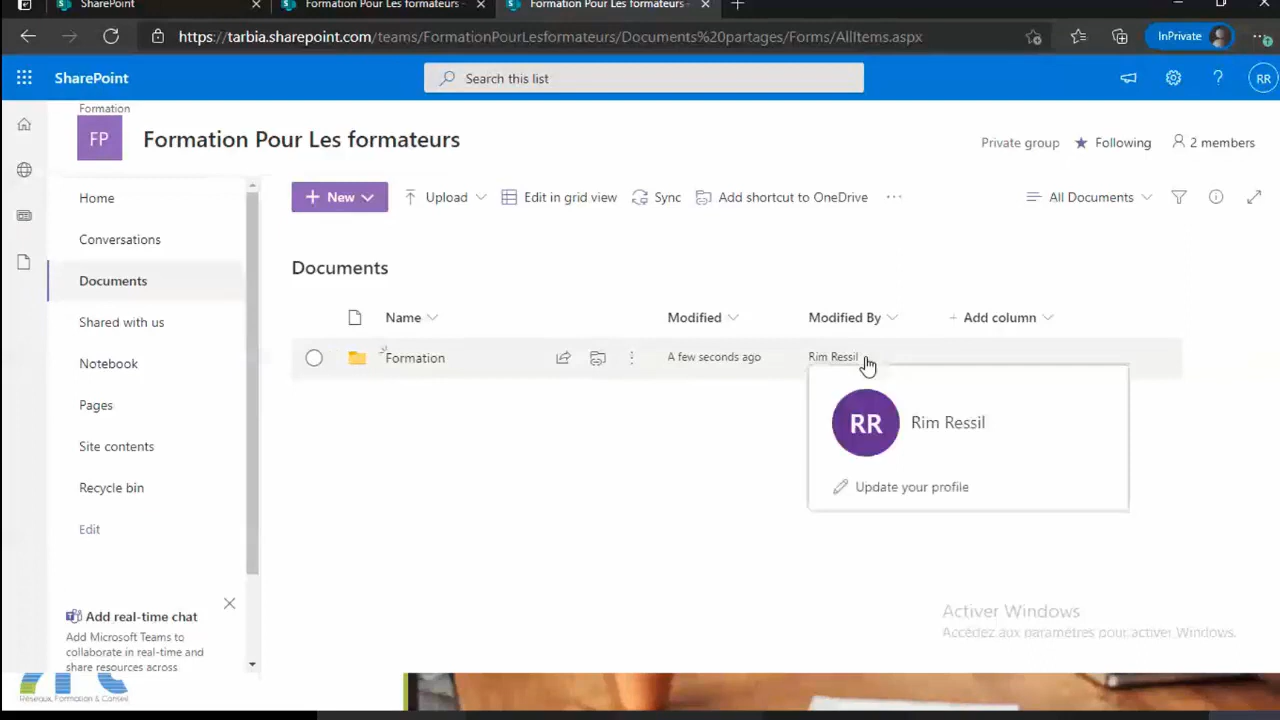 SharePoint
Formation Pour Les formateurs -
Formation Pour Les formateurs -
https://tarbia.sharepoint.com/teams/FormationPourLesformateurs/Documents%20partages/Forms/AllItems.aspx
InPrivate
SharePoint
Search this list
RR
Formation
FP
Formation Pour Les formateurs
Private group
Following
2 members
Home
Conversations
Documents
Shared with us
Notebook
Pages
Site contents
Recycle bin
Edit
New
Upload
Edit in grid view
Sync
Add shortcut to OneDrive
All Documents
Documents
Name
Modified
Modified By
Add column
Formation
A few seconds ago
Rim Ressil
RR
Rim Ressil
Update your profile
Add real-time chat
Add Microsoft Teams to
collaborate in real-time and
share resources across
Activer Windows
Accédez aux paramètres pour activer Windows.
Réseaux, Formation & Conseil